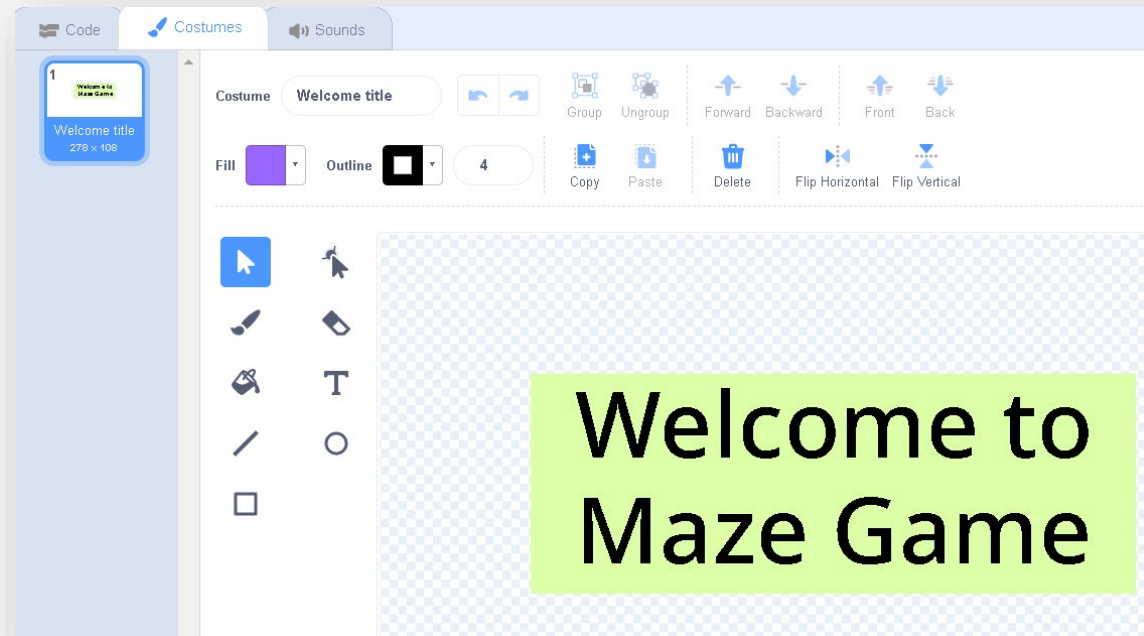 Code
Costumes
Sounds
1
Welcome to
Maze Game
Welcome title
278 × 108
Costume
Welcome title
Group
Ungroup
Forward
Backward
Front
Back
Fill
Outline
4
Copy
Paste
Delete
Flip Horizontal
Flip Vertical
T
Welcome to
Maze Game